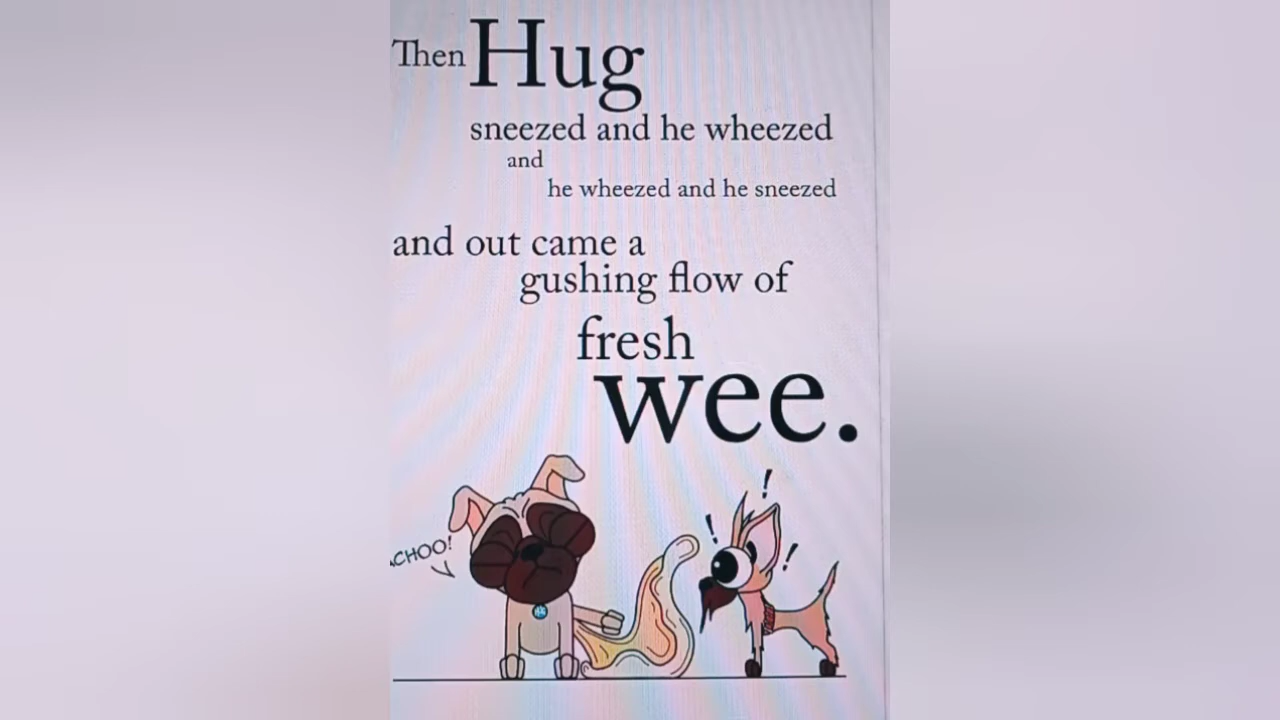 Then Hug
sneezed and he wheezed
and
he wheezed and he sneezed
and out came a
gushing flow of
fresh
wee.
! ! !
ACHOO!